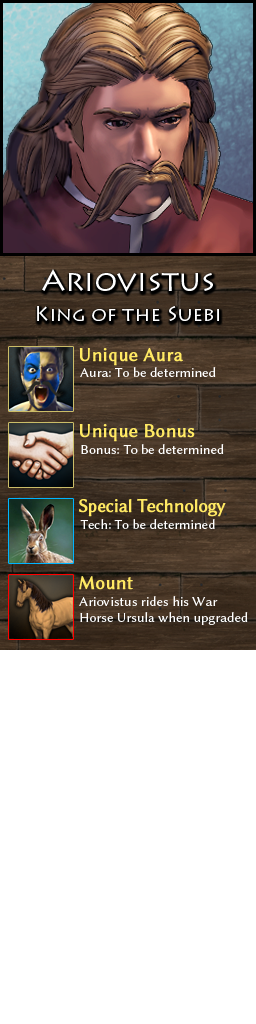 Ariovistus
King of the Suebi
Unique Aura
Aura: To be determined
Unique Bonus
Bonus: To be determined
Special Technology
Tech: To be determined
Mount
Ariovistus rides his War
Horse Ursula when upgraded